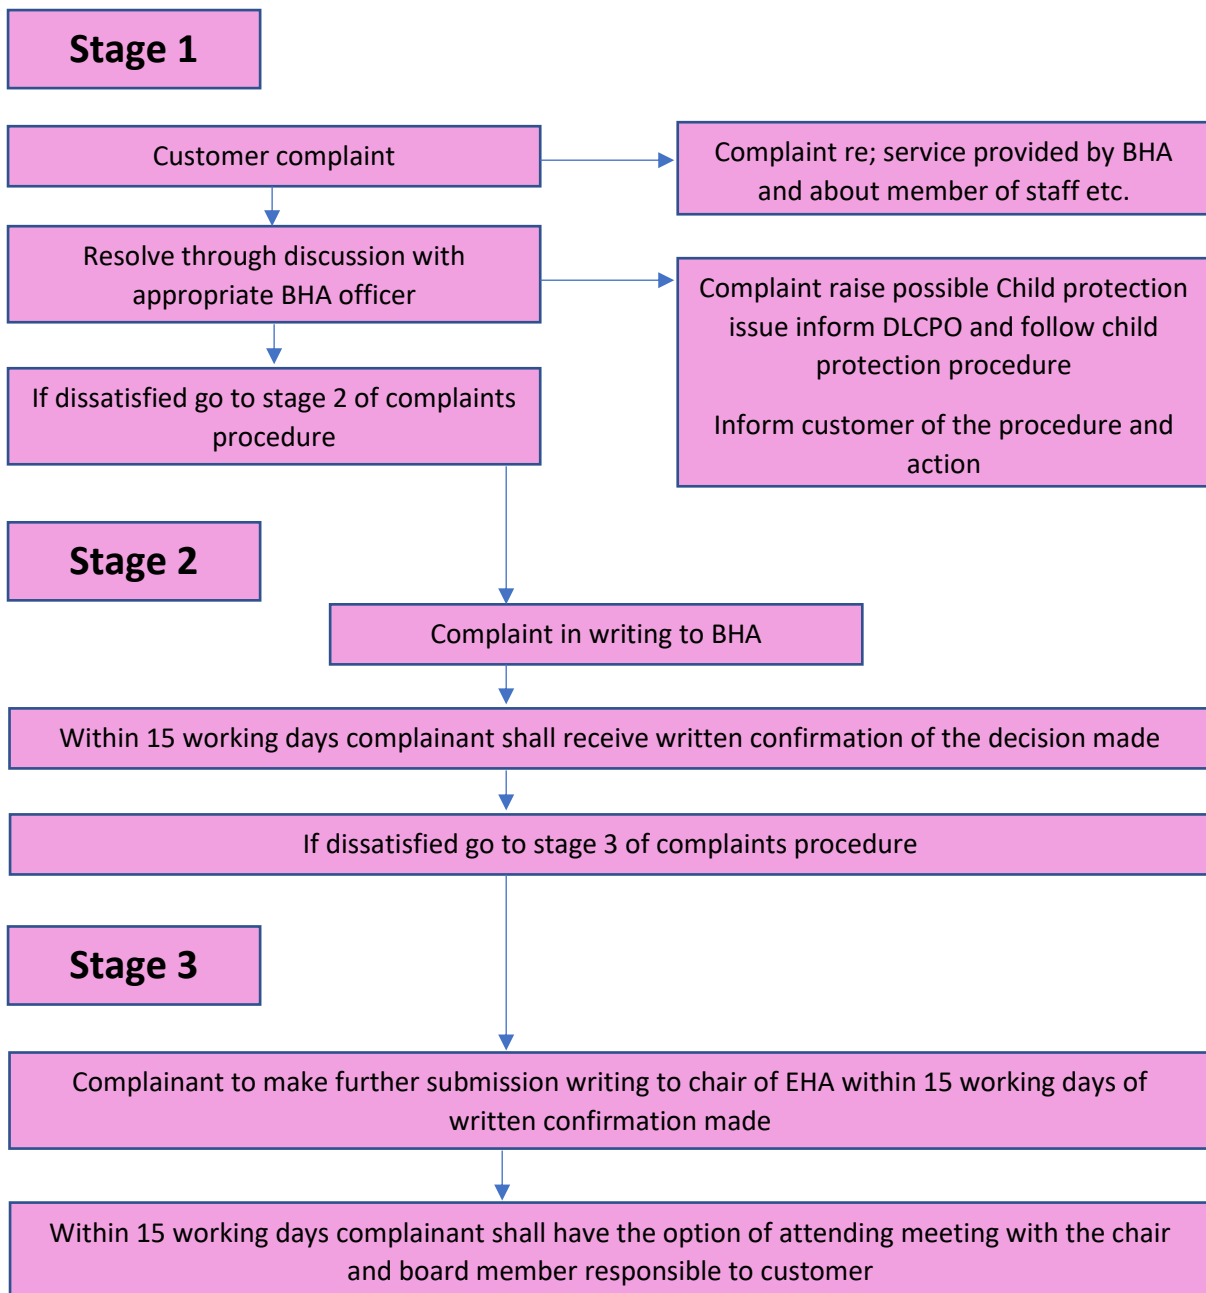 Stage 1
Customer complaint
Complaint re; service provided by BHA
and about member of staff etc.
Resolve through discussion with
appropriate BHA officer
Complaint raise possible Child protection
issue inform DLCPO and follow child
protection procedure
Inform customer of the procedure and
action
If dissatisfied go to stage 2 of complaints
procedure
Stage 2
Complaint in writing to BHA
Within 15 working days complainant shall receive written confirmation of the decision made
If dissatisfied go to stage 3 of complaints procedure
Stage 3
Complainant to make further submission writing to chair of EHA within 15 working days of
written confirmation made
Within 15 working days complainant shall have the option of attending meeting with the chair
and board member responsible to customer